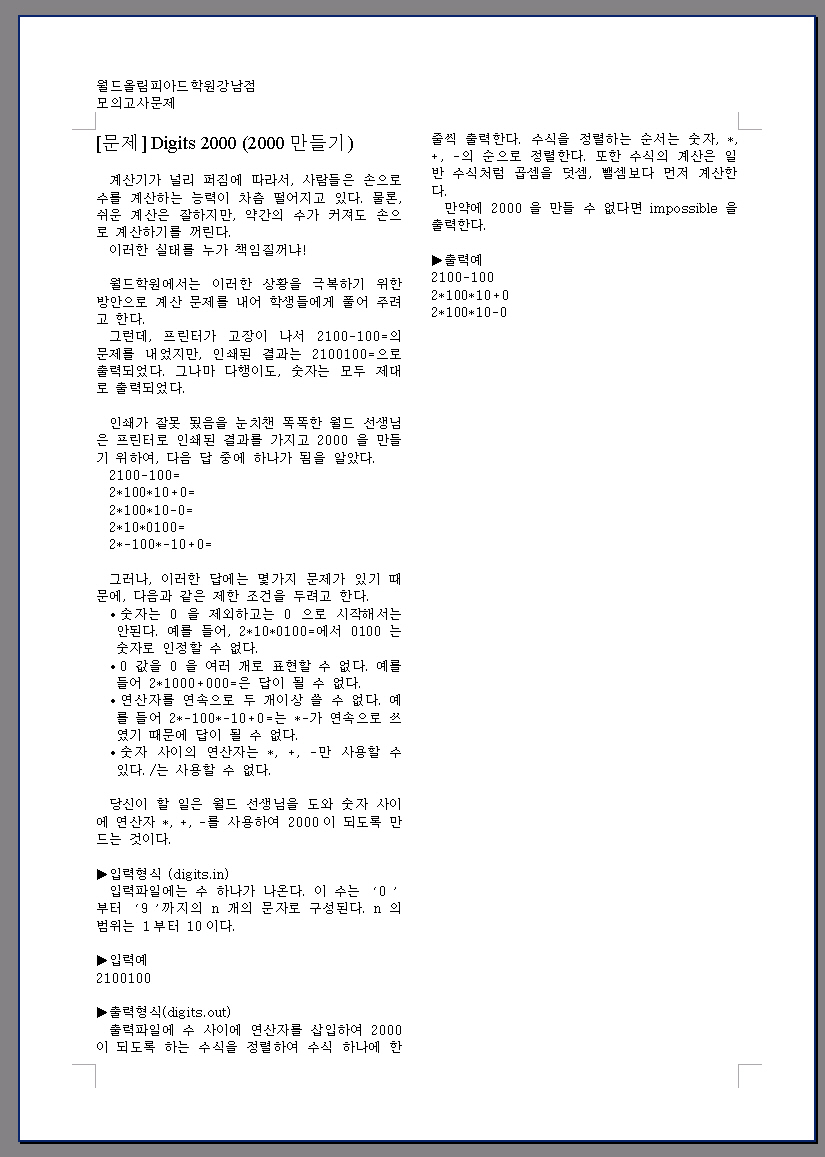 월드올림피아드학원강남점
모의고사문제
[문제] Digits 2000 (2000 만들기)
계산기가 널리 퍼짐에 따라서, 사람들은 손으로
수를 계산하는 능력이 차츰 떨어지고 있다. 물론,
쉬운 계산은 잘하지만, 약간의 수가 커져도 손으
로 계산하기를 꺼린다.
이러한 실태를 누가 책임질꺼냐!
월드학원에서는 이러한 상황을 극복하기 위한
방안으로 계산 문제를 내어 학생들에게 풀어 주려
고 한다.
그런데, 프린터가 고장이 나서 2100-100=의
문제를 내었지만, 인쇄된 결과는 2100100=으로
출력되었다. 그나마 다행이도, 숫자는 모두 제대
로 출력되었다.
인쇄가 잘못 됬음을 눈치챈 똑똑한 월드 선생님
은 프린터로 인쇄된 결과를 가지고 2000 을 만들
기 위하여, 다음 답 중에 하나가 됨을 알았다.
2100-100=
2*100*10+0=
2*100*10-0=
2*10*0100=
2*-100*-10+0=
그러나, 이러한 답에는 몇가지 문제가 있기 때
문에, 다음과 같은 제한 조건을 두려고 한다.
•숫자는 0 을 제외하고는 0 으로 시작해서는
안된다. 예를 들어, 2*10*0100=에서 0100 는
숫자로 인정할 수 없다.
•0 값을 0 을 여러 개로 표현할 수 없다. 예를
들어 2*1000+000=은 답이 될 수 없다.
•연산자를 연속으로 두 개이상 쓸 수 없다. 예
를 들어 2*-100*-10+0=는 *-가 연속으로 쓰
였기 때문에 답이 될 수 없다.
•숫자 사이의 연산자는 *, +, -만 사용할 수
있다. /는 사용할 수 없다.
당신이 할 일은 월드 선생님을 도와 숫자 사이
에 연산자 *, +, -를 사용하여 2000이 되도록 만
드는 것이다.
▶입력형식 (digits.in)
입력파일에는 수 하나가 나온다. 이 수는 ‘0’
부터 ‘9’까지의 n 개의 문자로 구성된다. n 의
범위는 1부터 10이다.
▶입력예
2100100
▶출력형식(digits.out)
출력파일에 수 사이에 연산자를 삽입하여 2000
이 되도록 하는 수식을 정렬하여 수식 하나에 한
줄씩 출력한다. 수식을 정렬하는 순서는 숫자, *,
+, -의 순으로 정렬한다. 또한 수식의 계산은 일
반 수식처럼 곱셈을 덧셈, 뺄셈보다 먼저 계산한
다.
만약에 2000 을 만들 수 없다면 impossible 을
출력한다.
▶출력예
2100-100
2*100*10+0
2*100*10-0